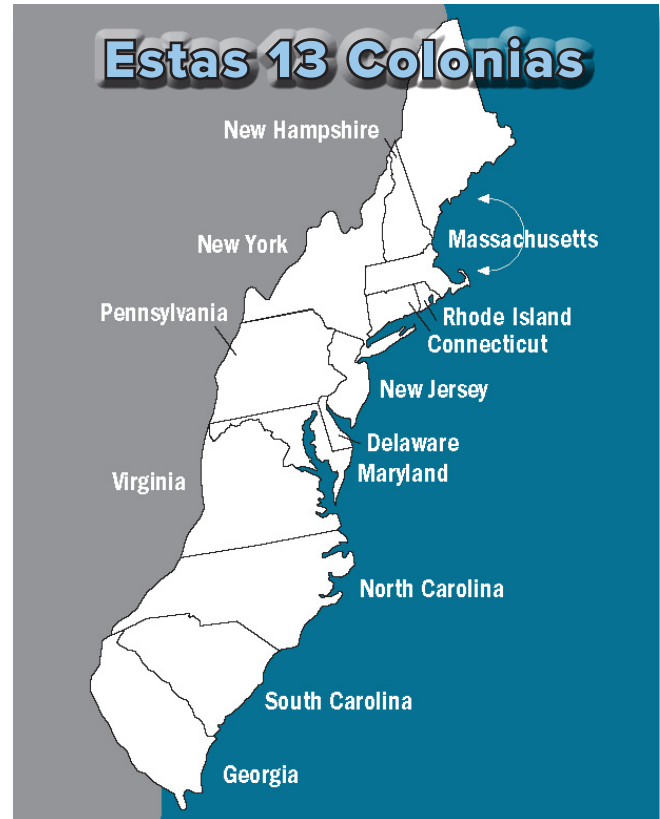 Estas 13 Colonias
New Hampshire
New York
Massachusetts
Pennsylvania
Rhode Island
Connecticut
New Jersey
Delaware
Maryland
Virginia
North Carolina
South Carolina
Georgia